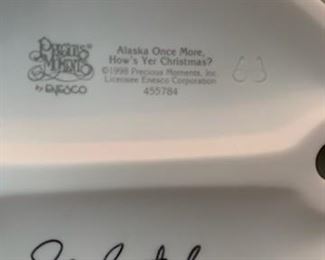 Precious Moments
by ENESCO
Alaska Once More,
How's Yer Christmas?
©1998 Precious Moments, Inc.
Licensee Enesco Corporation
455784